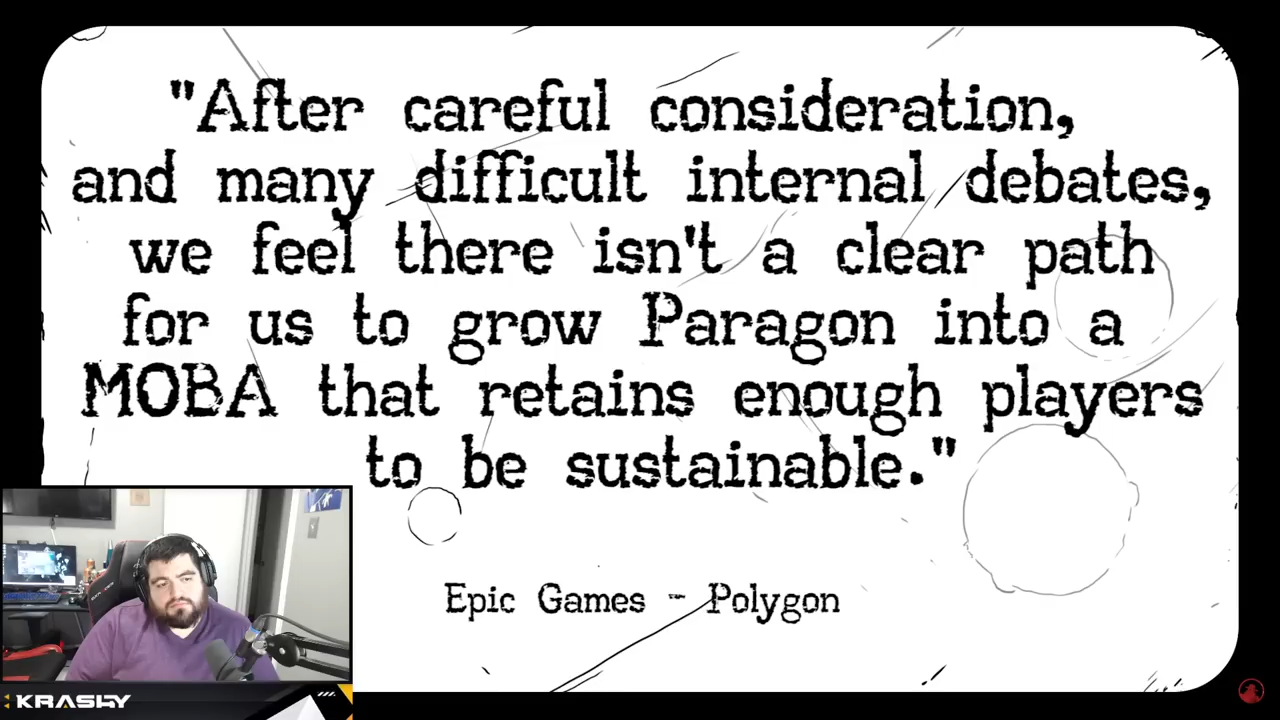 "After careful consideration,
and many difficult internal debates,
we feel there isn't a clear path
for us to grow Paragon into a
MOBA that retains enough players
to be sustainable."
Epic Games - Polygon
KRASHY